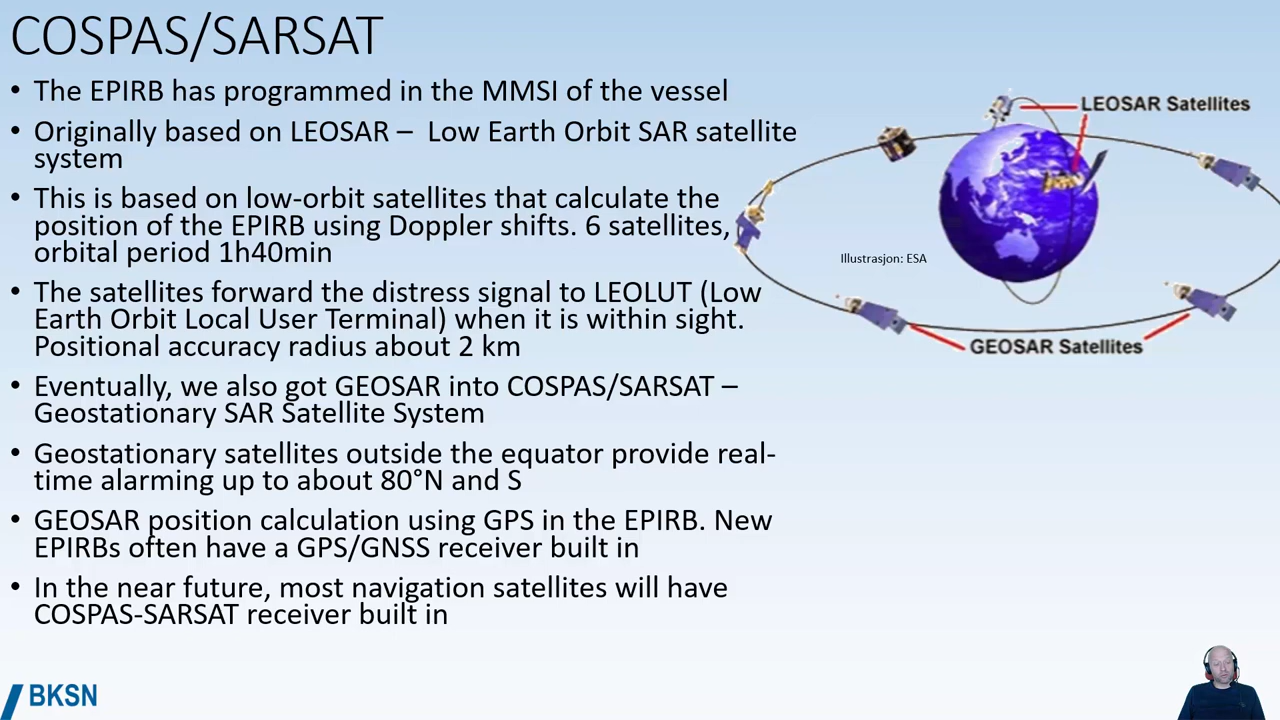 COSPAS/SARSAT
• The EPIRB has programmed in the MMSI of the vessel
• Originally based on LEOSAR – Low Earth Orbit SAR satellite
system
• This is based on low-orbit satellites that calculate the
position of the EPIRB using Doppler shifts. 6 satellites,
orbital period 1h40min
• The satellites forward the distress signal to LEOLUT (Low
Earth Orbit Local User Terminal) when it is within sight.
Positional accuracy radius about 2 km
• Eventually, we also got GEOSAR into COSPAS/SARSAT –
Geostationary SAR Satellite System
• Geostationary satellites outside the equator provide real-
time alarming up to about 80°N and S
• GEOSAR position calculation using GPS in the EPIRB. New
EPIRBs often have a GPS/GNSS receiver built in
• In the near future, most navigation satellites will have
COSPAS-SARSAT receiver built in
LEOSAR Satellites
Illustrasjon: ESA
GEOSAR Satellites
BKSN